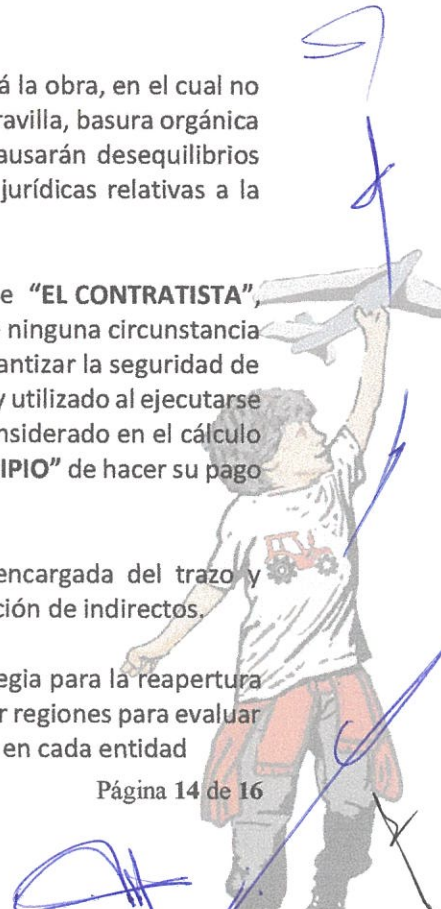 á la obra, en el cual no
ravilla, basura orgánica
ausarán desequilibrios
jurídicas relativas a la
e "EL CONTRATISTA",
ninguna circunstancia
antizar la seguridad de
y utilizado al ejecutarse
nsiderado en el cálculo
IPIO" de hacer su pago
encargada del trazo y
ción de indirectos.
egia para la reapertura
r regiones para evaluar
en cada entidad
Página 14 de 16